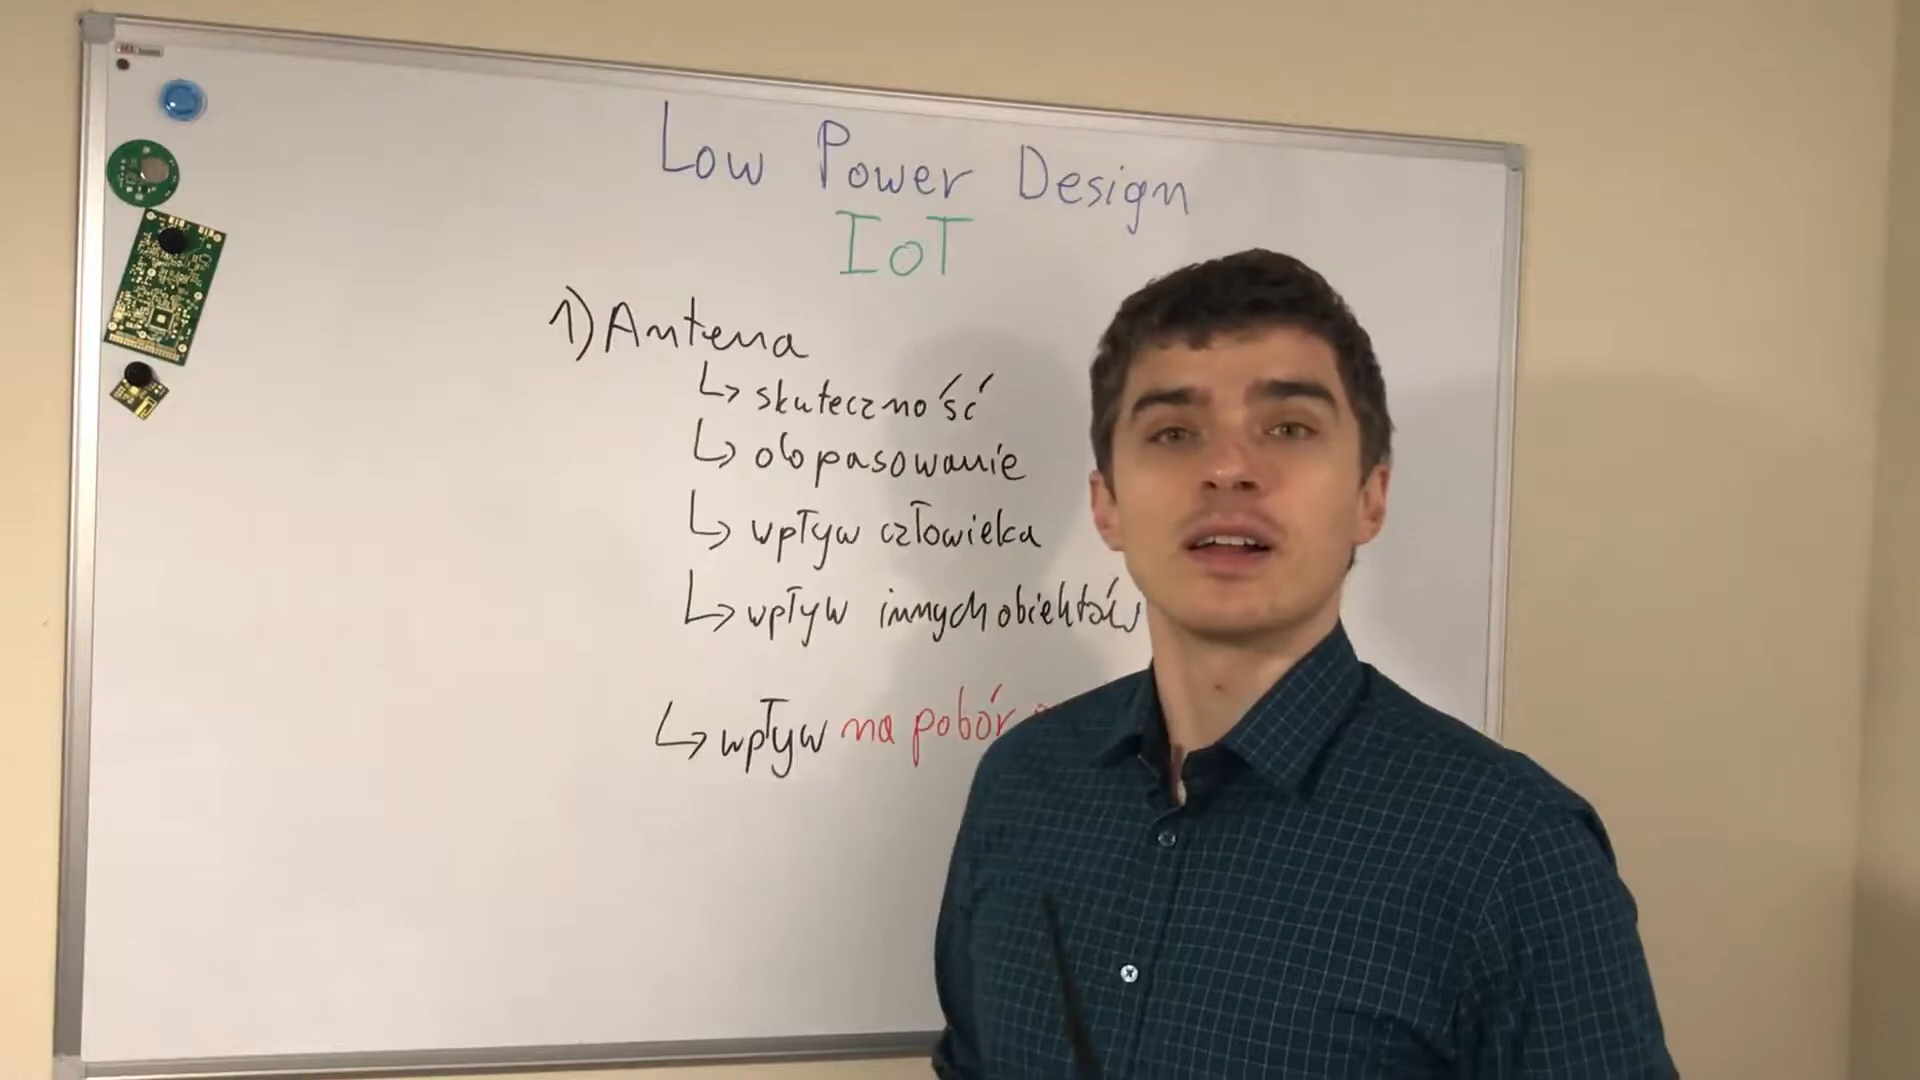 Low Power Design
IoT
1) Antena
↳ skuteczność
↳ dopasowanie
↳ wpływ człowieka
↳ wpływ innych obiektów
↳ wpływ na pobór